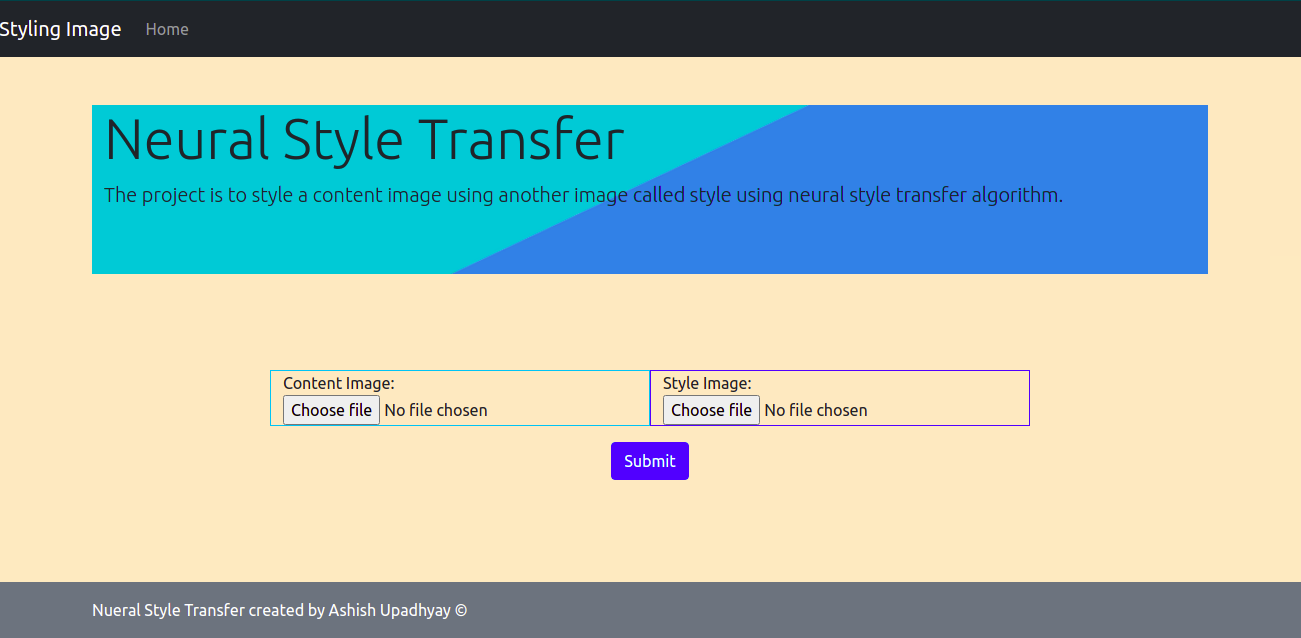 Styling Image Home
Neural Style Transfer
The project is to style a content image using another image called style using neural style transfer algorithm.
Content Image: Style Image:
Choose file No file chosen Choose file No file chosen
Submit
Nueral Style Transfer created by Ashish Upadhyay ©